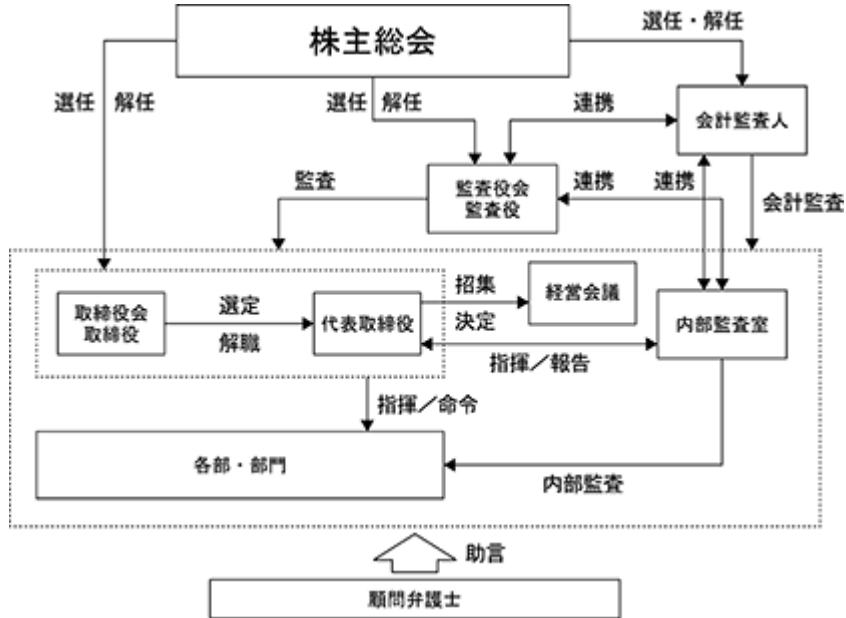 株主総会
選任・解任
選任 解任
選任 解任
連携
会計監査人
監査
監査役会
監査役
連携
連携
会計監査
取締役会
取締役
選定
解職
代表取締役
招集
決定
経営会議
内部監査室
指揮／報告
指揮／命令
各部・部門
内部監査
助言
顧問弁護士